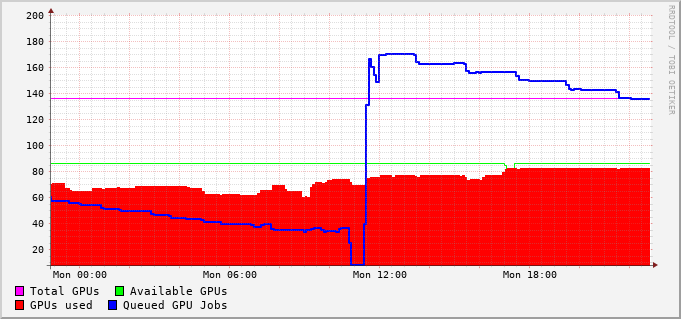 200
180
160
140
120
100
80
60
40
20
Mon 00:00 Mon 06:00 Mon 12:00 Mon 18:00
Total GPUs Available GPUs
GPUs used Queued GPU Jobs
RRDTOOL / TOBI OETIKER